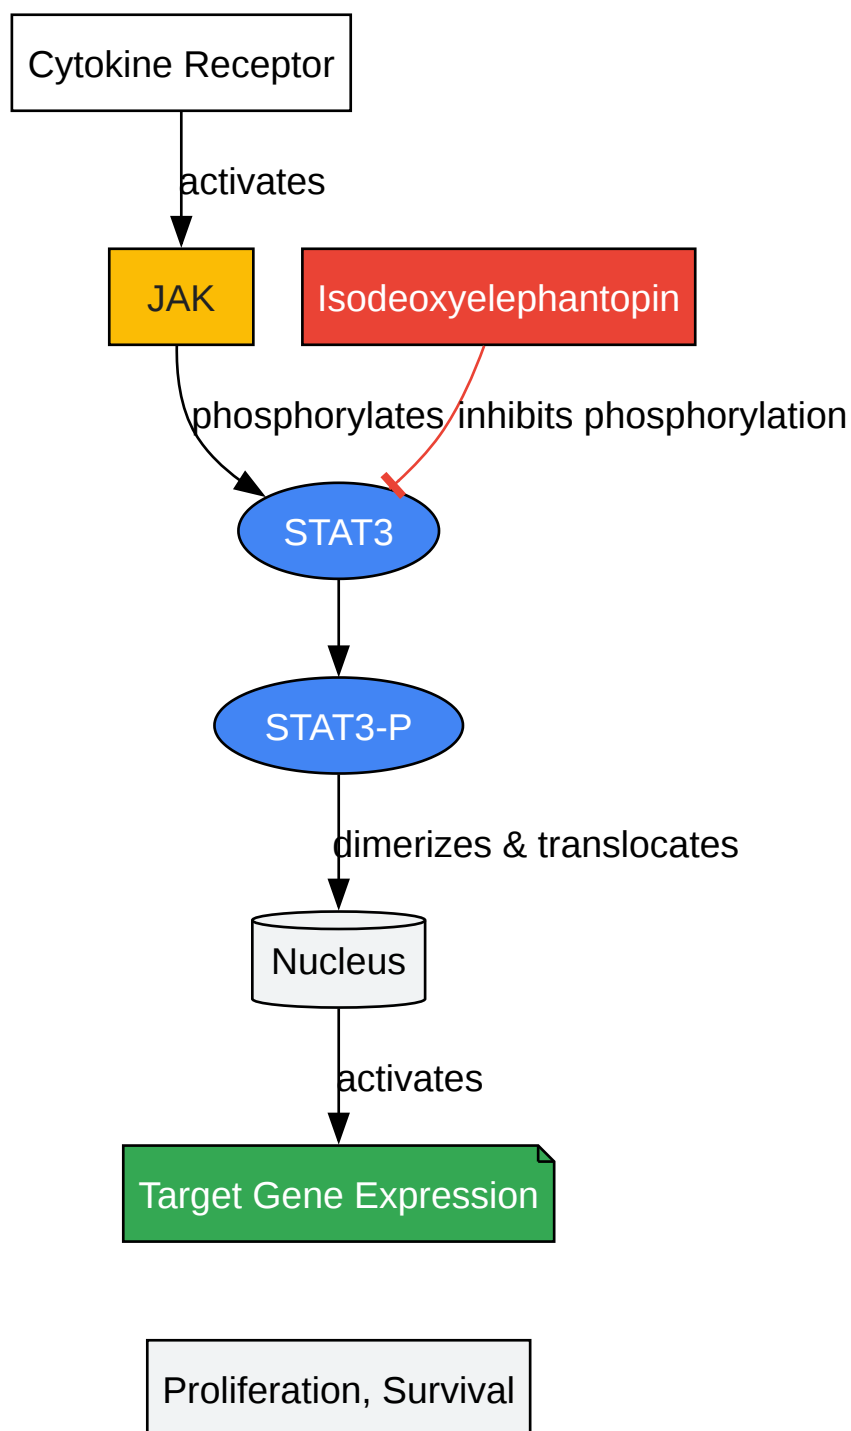 Cytokine Receptor
activates
JAK
Isodeoxyelephantopin
phosphorylates
inhibits phosphorylation
STAT3
STAT3-P
dimerizes & translocates
Nucleus
activates
Target Gene Expression
Proliferation, Survival